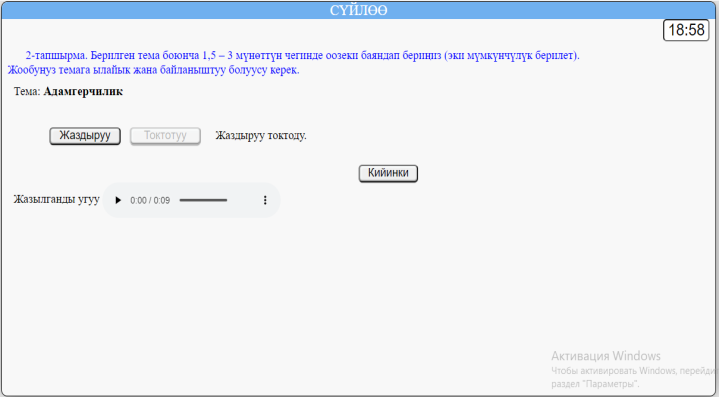 СҮЙЛӨӨ
18:58
2-тапшырма. Берилген тема боюнча 1,5 – 3 мүнөттүн чегинде оозеки баяндап бериңиз (эки мүмкүнчүлүк берилет).
Жообунуз темага ылайык жана байланыштуу болуусу керек.
Тема: Адамгерчилик
Жаздыруу Токтотуу Жаздыруу токтоду.
Кийинки
Жазылганды угуу 0:00 / 0:09
Активация Windows
Чтобы активировать Windows, перейди
раздел "Параметры".